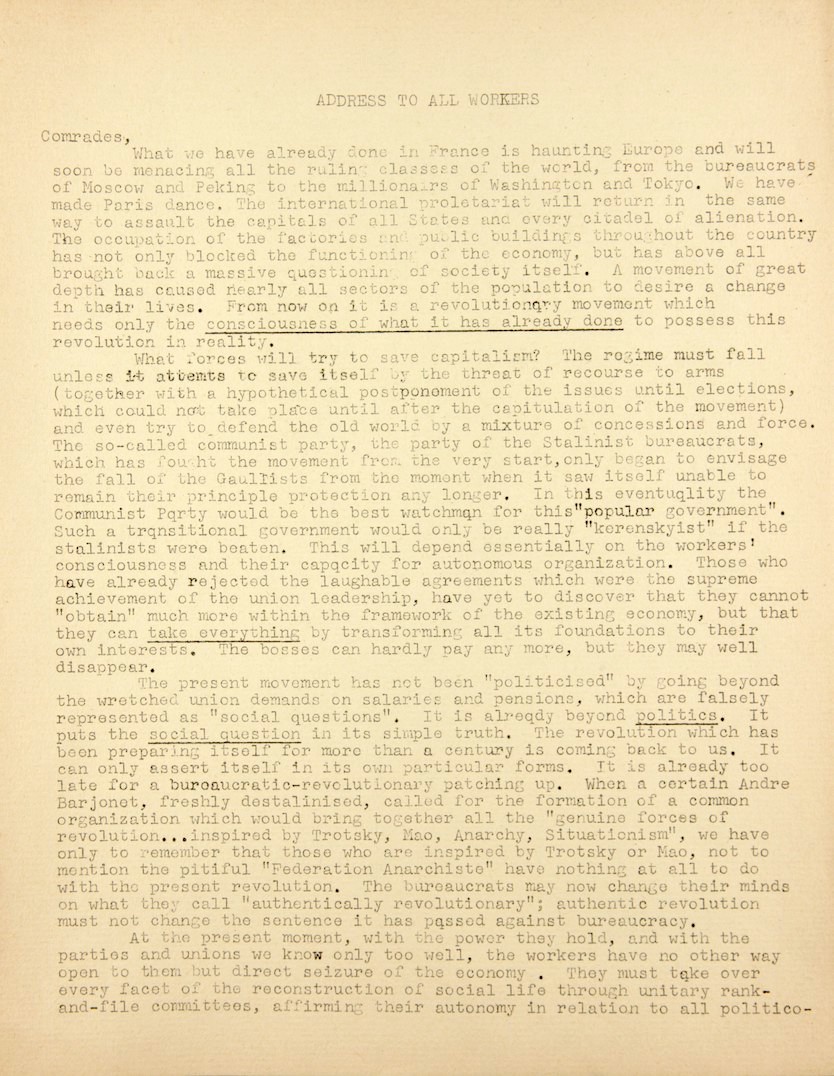 ADDRESS TO ALL WORKERS
Comrades,
What we have already done in France is haunting Europe and will
soon be menacing all the ruling classses of the world, from the bureaucrats
of Moscow and Peking to the millionairs of Washington and Tokyo. We have
made Paris dance. The international proletariat will return in the same
way to assault the capitals of all States and every citadel of alienation.
The occupation of the factories and public buildings throughout the country
has not only blocked the functioning of the economy, but has above all
brought back a massive questioning of society itself. A movement of great
depth has caused nearly all sectors of the population to desire a change
in their lives. From now on it is a revolutionqry movement which
needs only the consciousness of what it has already done to possess this
revolution in reality.
What forces will try to save capitalism? The regime must fall
unless it attemts to save itself by the threat of recourse to arms
(together with a hypothetical postponement of the issues until elections,
which could not take place until after the capitulation of the movement)
and even try to defend the old world by a mixture of concessions and force.
The so-called communist party, the party of the Stalinist bureaucrats,
which has fought the movement from the very start,only began to envisage
the fall of the Gaullists from the moment when it saw itself unable to
remain their principle protection any longer. In this eventuqlity the
Communist Pqrty would be the best watchmqn for this"popular government".
Such a trqnsitional government would only be really "kerenskyist" if the
stalinists were beaten. This will depend essentially on the workers'
consciousness and their capqcity for autonomous organization. Those who
have already rejected the laughable agreements which were the supreme
achievement of the union leadership, have yet to discover that they cannot
"obtain" much more within the framework of the existing economy, but that
they can take everything by transforming all its foundations to their
own interests. The bosses can hardly pay any more, but they may well
disappear.
The present movement has not been "politicised" by going beyond
the wretched union demands on salaries and pensions, which are falsely
represented as "social questions". It is alreqdy beyond politics. It
puts the social question in its simple truth. The revolution which has
been preparing itself for more than a century is coming back to us. It
can only assert itself in its own particular forms. It is already too
late for a bureaucratic-revolutionary patching up. When a certain Andre
Barjonet, freshly destalinised, called for the formation of a common
organization which would bring together all the "genuine forces of
revolution...inspired by Trotsky, Mao, Anarchy, Situationism", we have
only to remember that those who are inspired by Trotsky or Mao, not to
mention the pitiful "Federation Anarchiste" have nothing at all to do
with the present revolution. The bureaucrats may now change their minds
on what they call "authentically revolutionary"; authentic revolution
must not change the sentence it has pqssed against bureaucracy.
At the present moment, with the power they hold, and with the
parties and unions we know only too well, the workers have no other way
open to them but direct seizure of the economy . They must tqke over
every facet of the reconstruction of social life through unitary rank-
and-file committees, affirming their autonomy in relation to all politico-